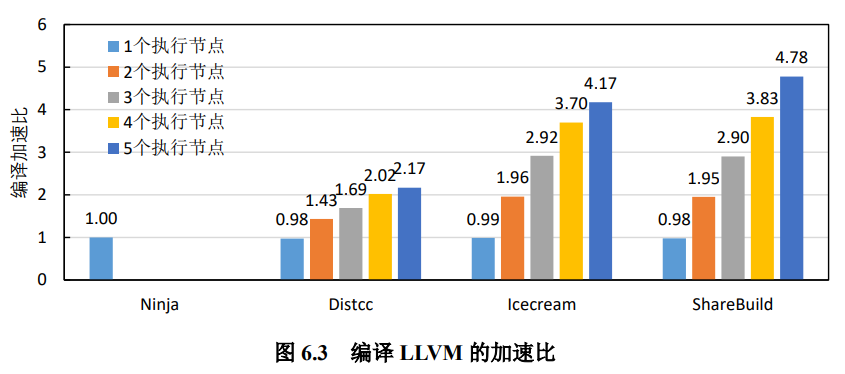 6
5
4
3
2
1
0
编译加速比
1个执行节点
2个执行节点
3个执行节点
4个执行节点
5个执行节点
1.00
0.98
1.43
1.69
2.02
2.17
0.99
1.96
2.92
3.70
4.17
0.98
1.95
2.90
3.83
4.78
Ninja
Distcc
Icecream
ShareBuild
图 6.3 编译 LLVM 的加速比